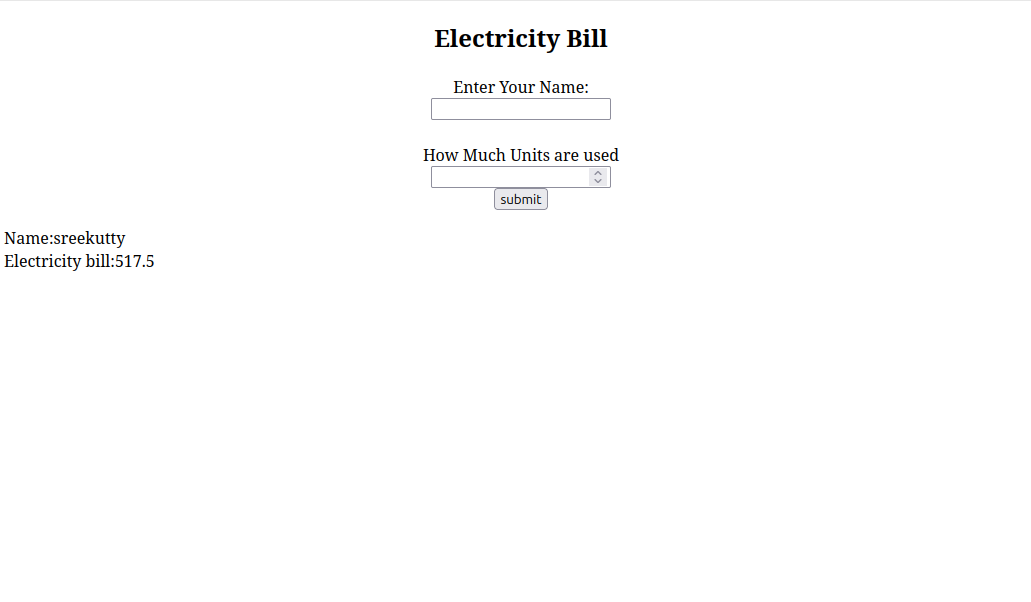 Electricity Bill
Enter Your Name:
How Much Units are used
submit
Name:sreekutty
Electricity bill:517.5